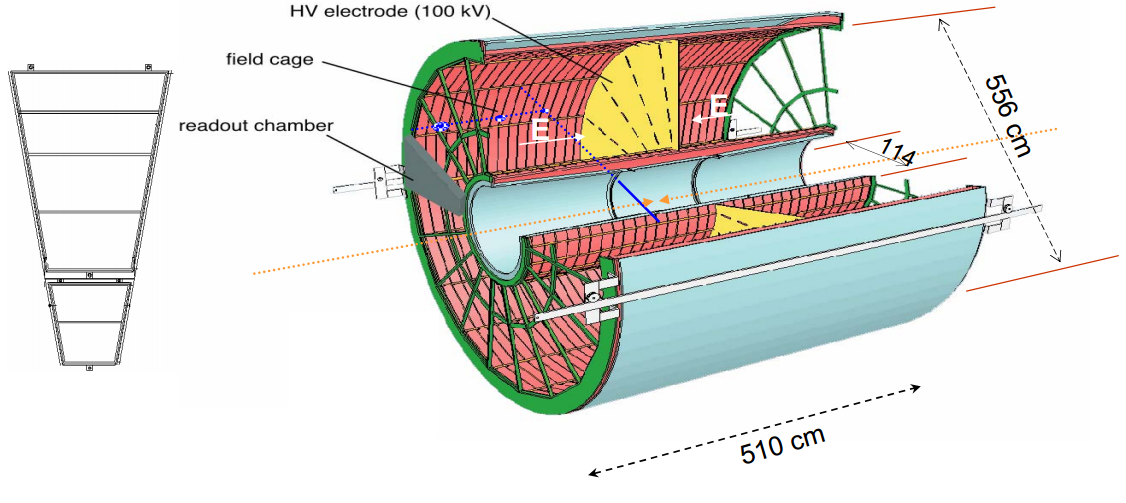 HV electrode (100 kV)
field cage
readout chamber
E
E
114
556 cm
510 cm